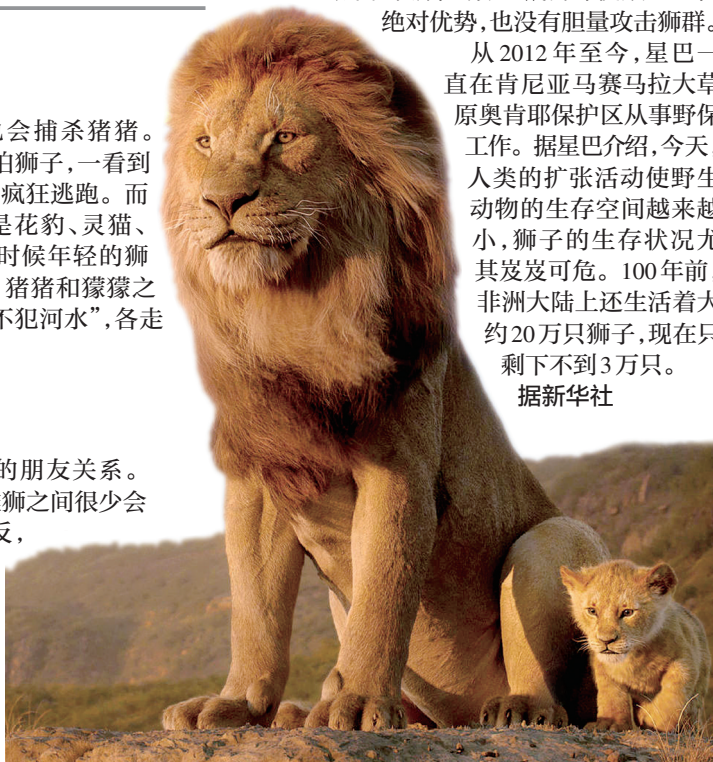 也会捕杀猪猪。
怕狮子，一看到
疯狂逃跑。而
是花豹、灵猫、
时候年轻的狮
猪猪和獴獴之
不犯河水”，各走
的朋友关系。
狮之间很少会
反，
绝对优势，也没有胆量攻击狮群。
从2012年至今，星巴一
直在肯尼亚马赛马拉大草
原奥肯耶保护区从事野保
工作。据星巴介绍，今天，
人类的扩张活动使野生
动物的生存空间越来越
小，狮子的生存状况尤
其岌岌可危。100年前，
非洲大陆上还生活着大
约20万只狮子，现在只
剩下不到3万只。
据新华社